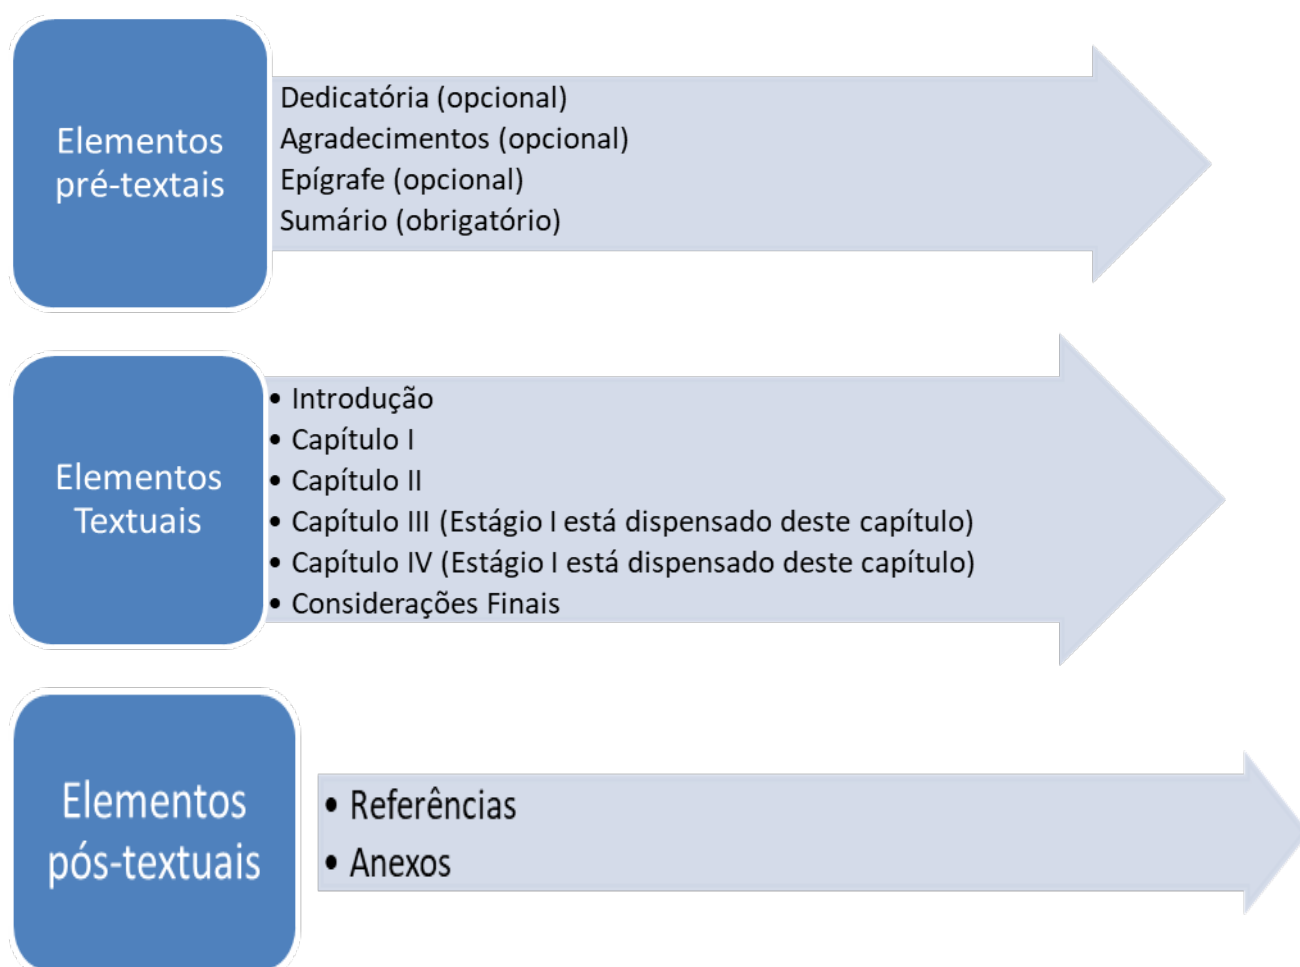 Elementos
pré-textais
Dedicatória (opcional)
Agradecimentos (opcional)
Epígrafe (opcional)
Sumário (obrigatório)
Elementos
Textuais
• Introdução
• Capítulo I
• Capítulo II
• Capítulo III (Estágio I está dispensado deste capítulo)
• Capítulo IV (Estágio I está dispensado deste capítulo)
• Considerações Finais
Elementos
pós-textuais
• Referências
• Anexos